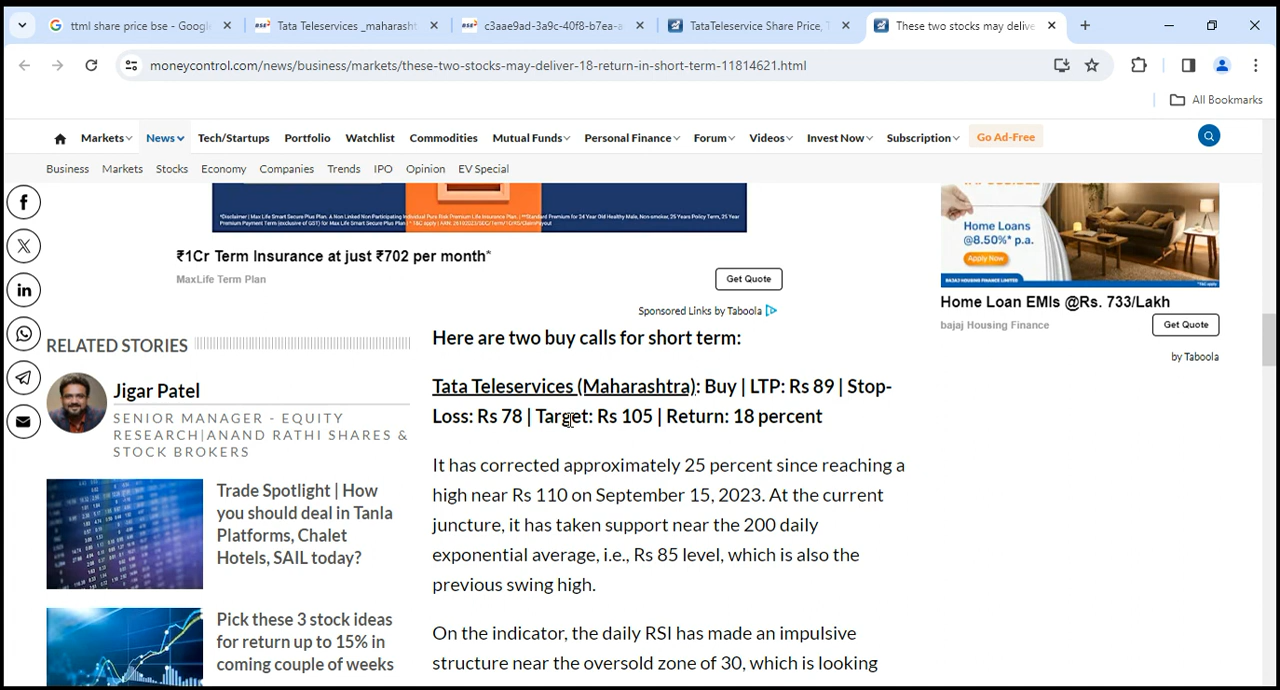 ttml share price bse - Google
Tata Teleservices _maharasht
c3aae9ad-3a9c-40f8-b7ea-a
TataTeleservice Share Price, T
These two stocks may delive
moneycontrol.com/news/business/markets/these-two-stocks-may-deliver-18-return-in-short-term-11814621.html
All Bookmarks
Markets News Tech/Startups Portfolio Watchlist Commodities Mutual Funds Personal Finance Forum Videos Invest Now Subscription Go Ad-Free
Business Markets Stocks Economy Companies Trends IPO Opinion EV Special
₹1Cr Term Insurance at just ₹702 per month*
MaxLife Term Plan
Get Quote
Sponsored Links by Taboola
Home Loans
@8.50%* p.a.
Apply Now
Home Loan EMIs @Rs. 733/Lakh
bajaj Housing Finance
Get Quote
by Taboola
RELATED STORIES
Jigar Patel
SENIOR MANAGER - EQUITY
RESEARCH|ANAND RATHI SHARES &
STOCK BROKERS
Trade Spotlight | How
you should deal in Tanla
Platforms, Chalet
Hotels, SAIL today?
Pick these 3 stock ideas
for return up to 15% in
coming couple of weeks
Here are two buy calls for short term:
Tata Teleservices (Maharashtra): Buy | LTP: Rs 89 | Stop-
Loss: Rs 78 | Target: Rs 105 | Return: 18 percent
It has corrected approximately 25 percent since reaching a
high near Rs 110 on September 15, 2023. At the current
juncture, it has taken support near the 200 daily
exponential average, i.e., Rs 85 level, which is also the
previous swing high.
On the indicator, the daily RSI has made an impulsive
structure near the oversold zone of 30, which is looking